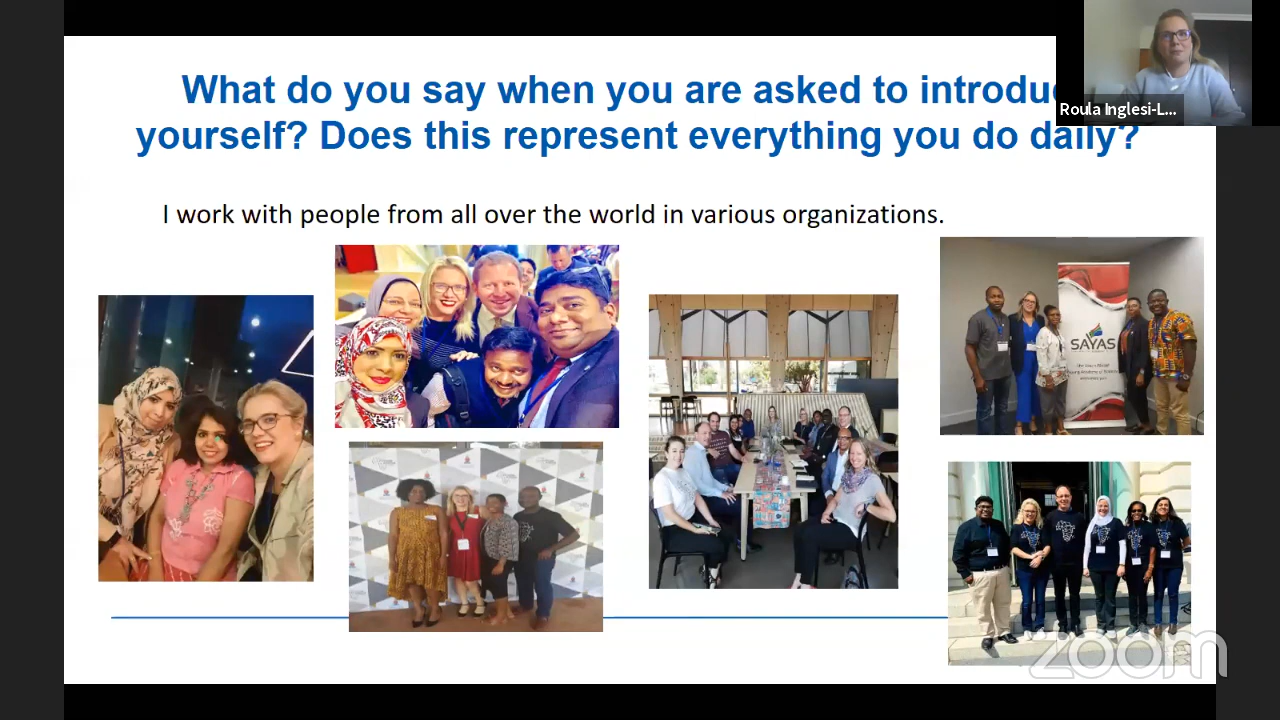 What do you say when you are asked to introdu
yourself? Does this represent everything you do daily?
Roula Inglesi-L...
I work with people from all over the world in various organizations.
SAYAS
zoom